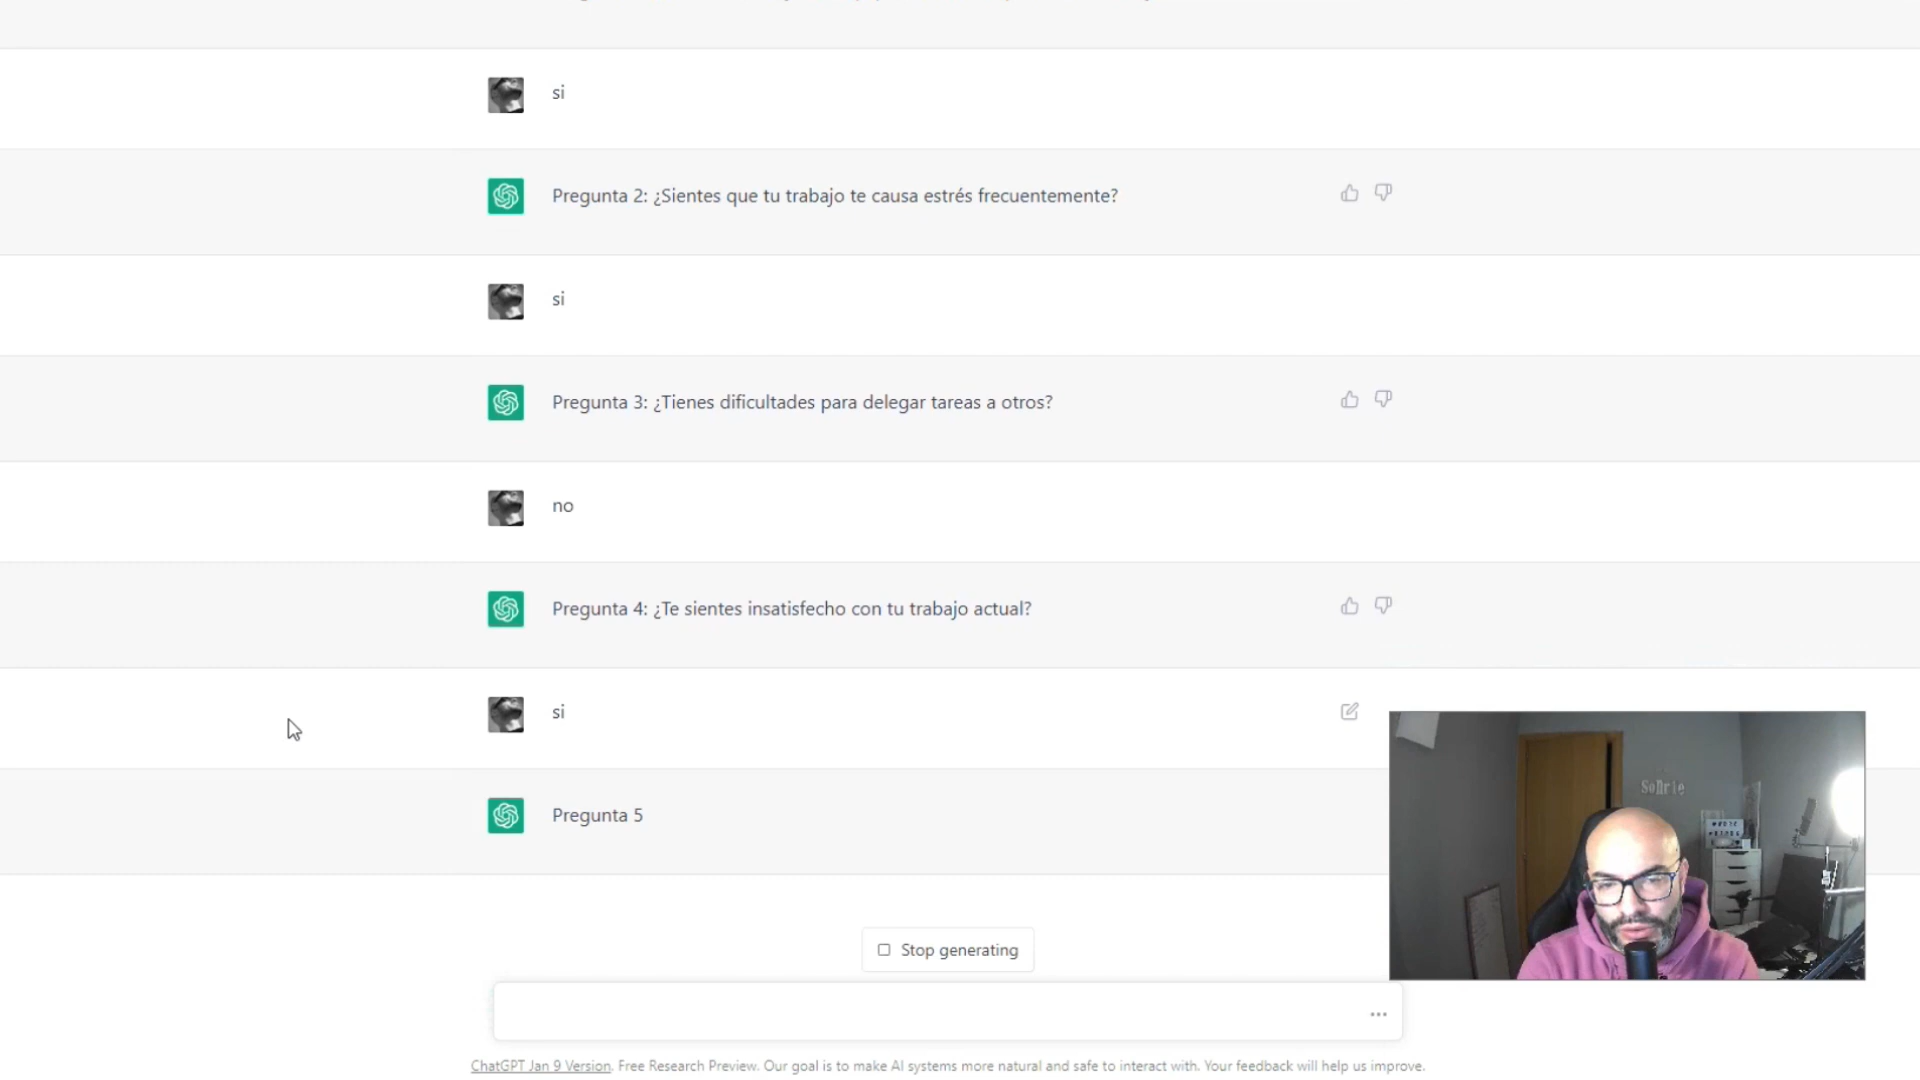 si
Pregunta 2: ¿Sientes que tu trabajo te causa estrés frecuentemente?
si
Pregunta 3: ¿Tienes dificultades para delegar tareas a otros?
no
Pregunta 4: ¿Te sientes insatisfecho con tu trabajo actual?
si
Pregunta 5
Sonrie
Stop generating
ChatGPT Jan 9 Version. Free Research Preview. Our goal is to make AI systems more natural and safe to interact with. Your feedback will help us improve.